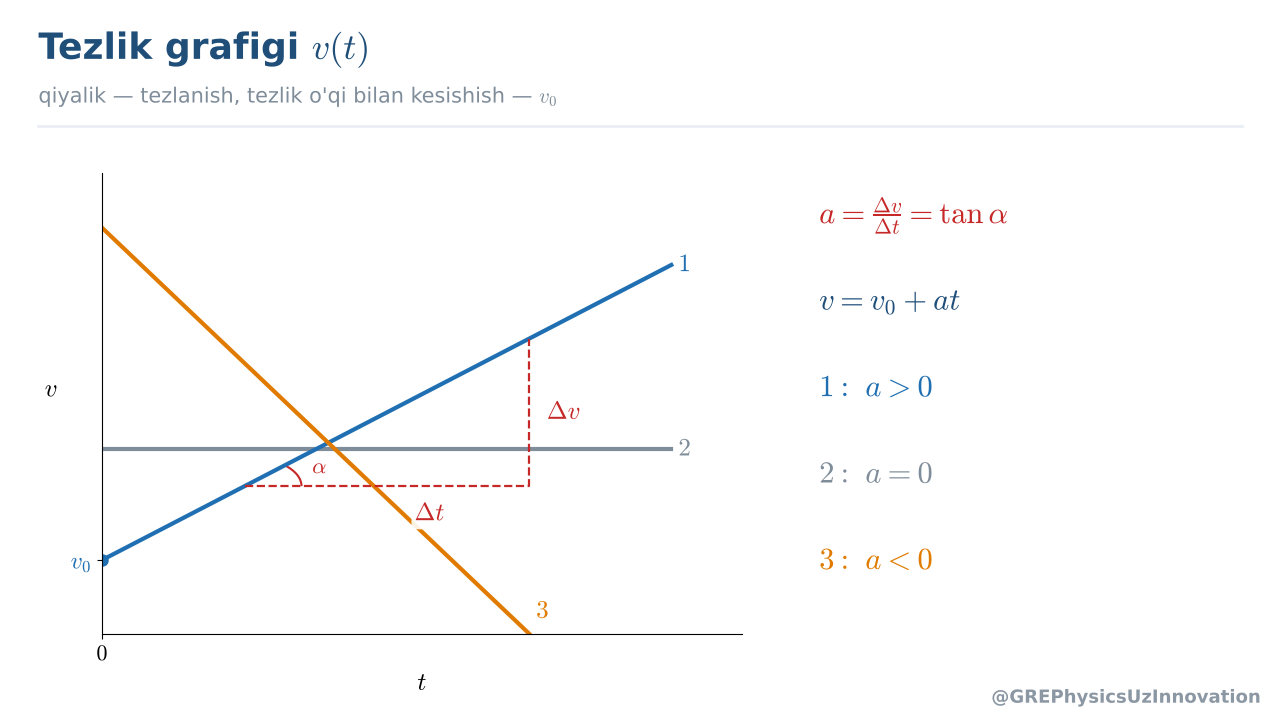 Tezlik grafigi v(t)
qiyalik — tezlanish, tezlik o'qi bilan kesishish — v₀
a = Δv/Δt = tan α
v = v₀ + at
1: a > 0
2: a = 0
3: a < 0
1
v
Δv
2
α
Δt
v₀
3
0
t
@GREPhysicsUzInnovation